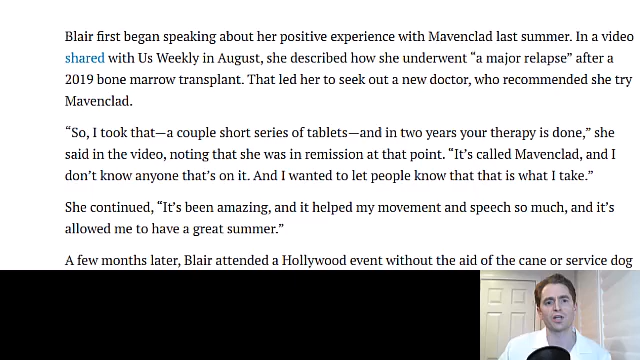 Blair first began speaking about her positive experience with Mavenclad last summer. In a video
shared with Us Weekly in August, she described how she underwent “a major relapse” after a
2019 bone marrow transplant. That led her to seek out a new doctor, who recommended she try
Mavenclad.
“So, I took that—a couple short series of tablets—and in two years your therapy is done,” she
said in the video, noting that she was in remission at that point. “It’s called Mavenclad, and I
don’t know anyone that’s on it. And I wanted to let people know that that is what I take.”
She continued, “It’s been amazing, and it helped my movement and speech so much, and it’s
allowed me to have a great summer.”
A few months later, Blair attended a Hollywood event without the aid of the cane or service dog